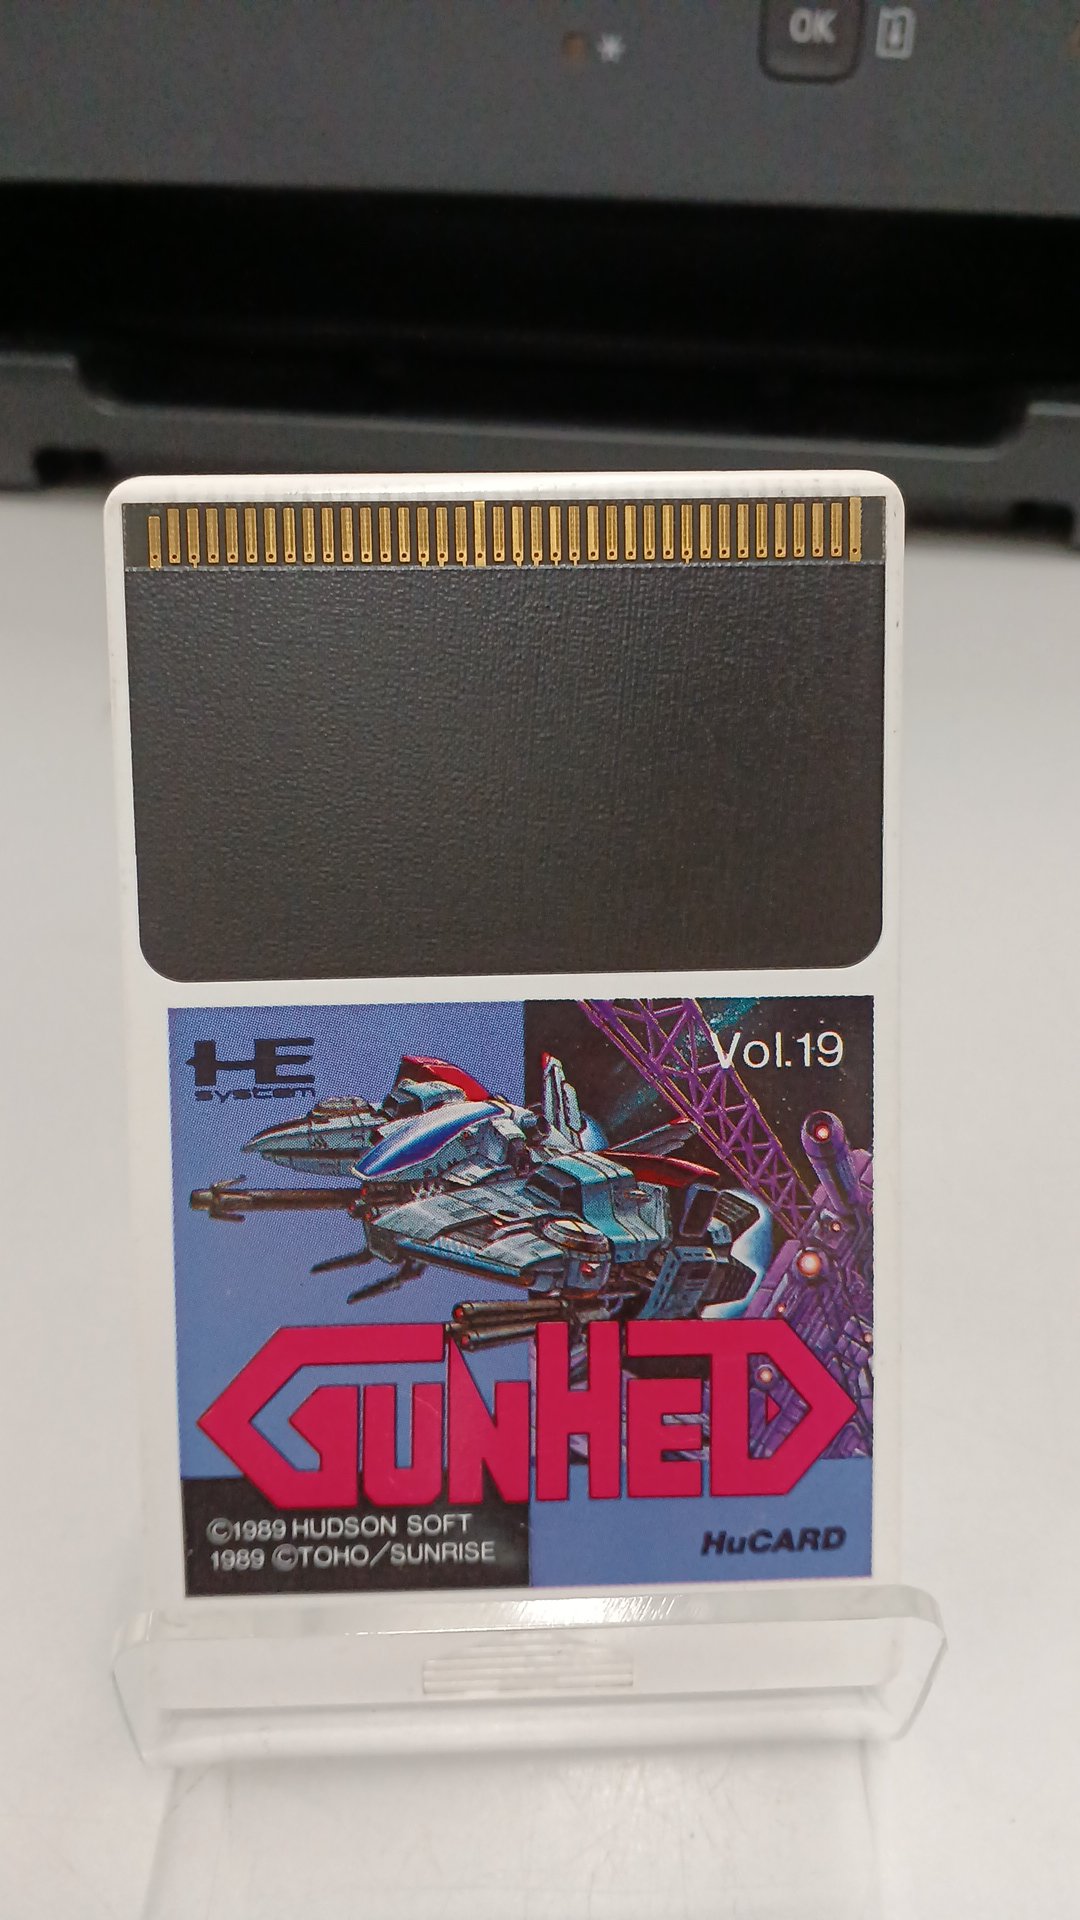 OK
HE
SYSTEM
Vol.19
GUNHED
©1989 HUDSON SOFT
1989 ©TOHO/SUNRISE
HuCARD